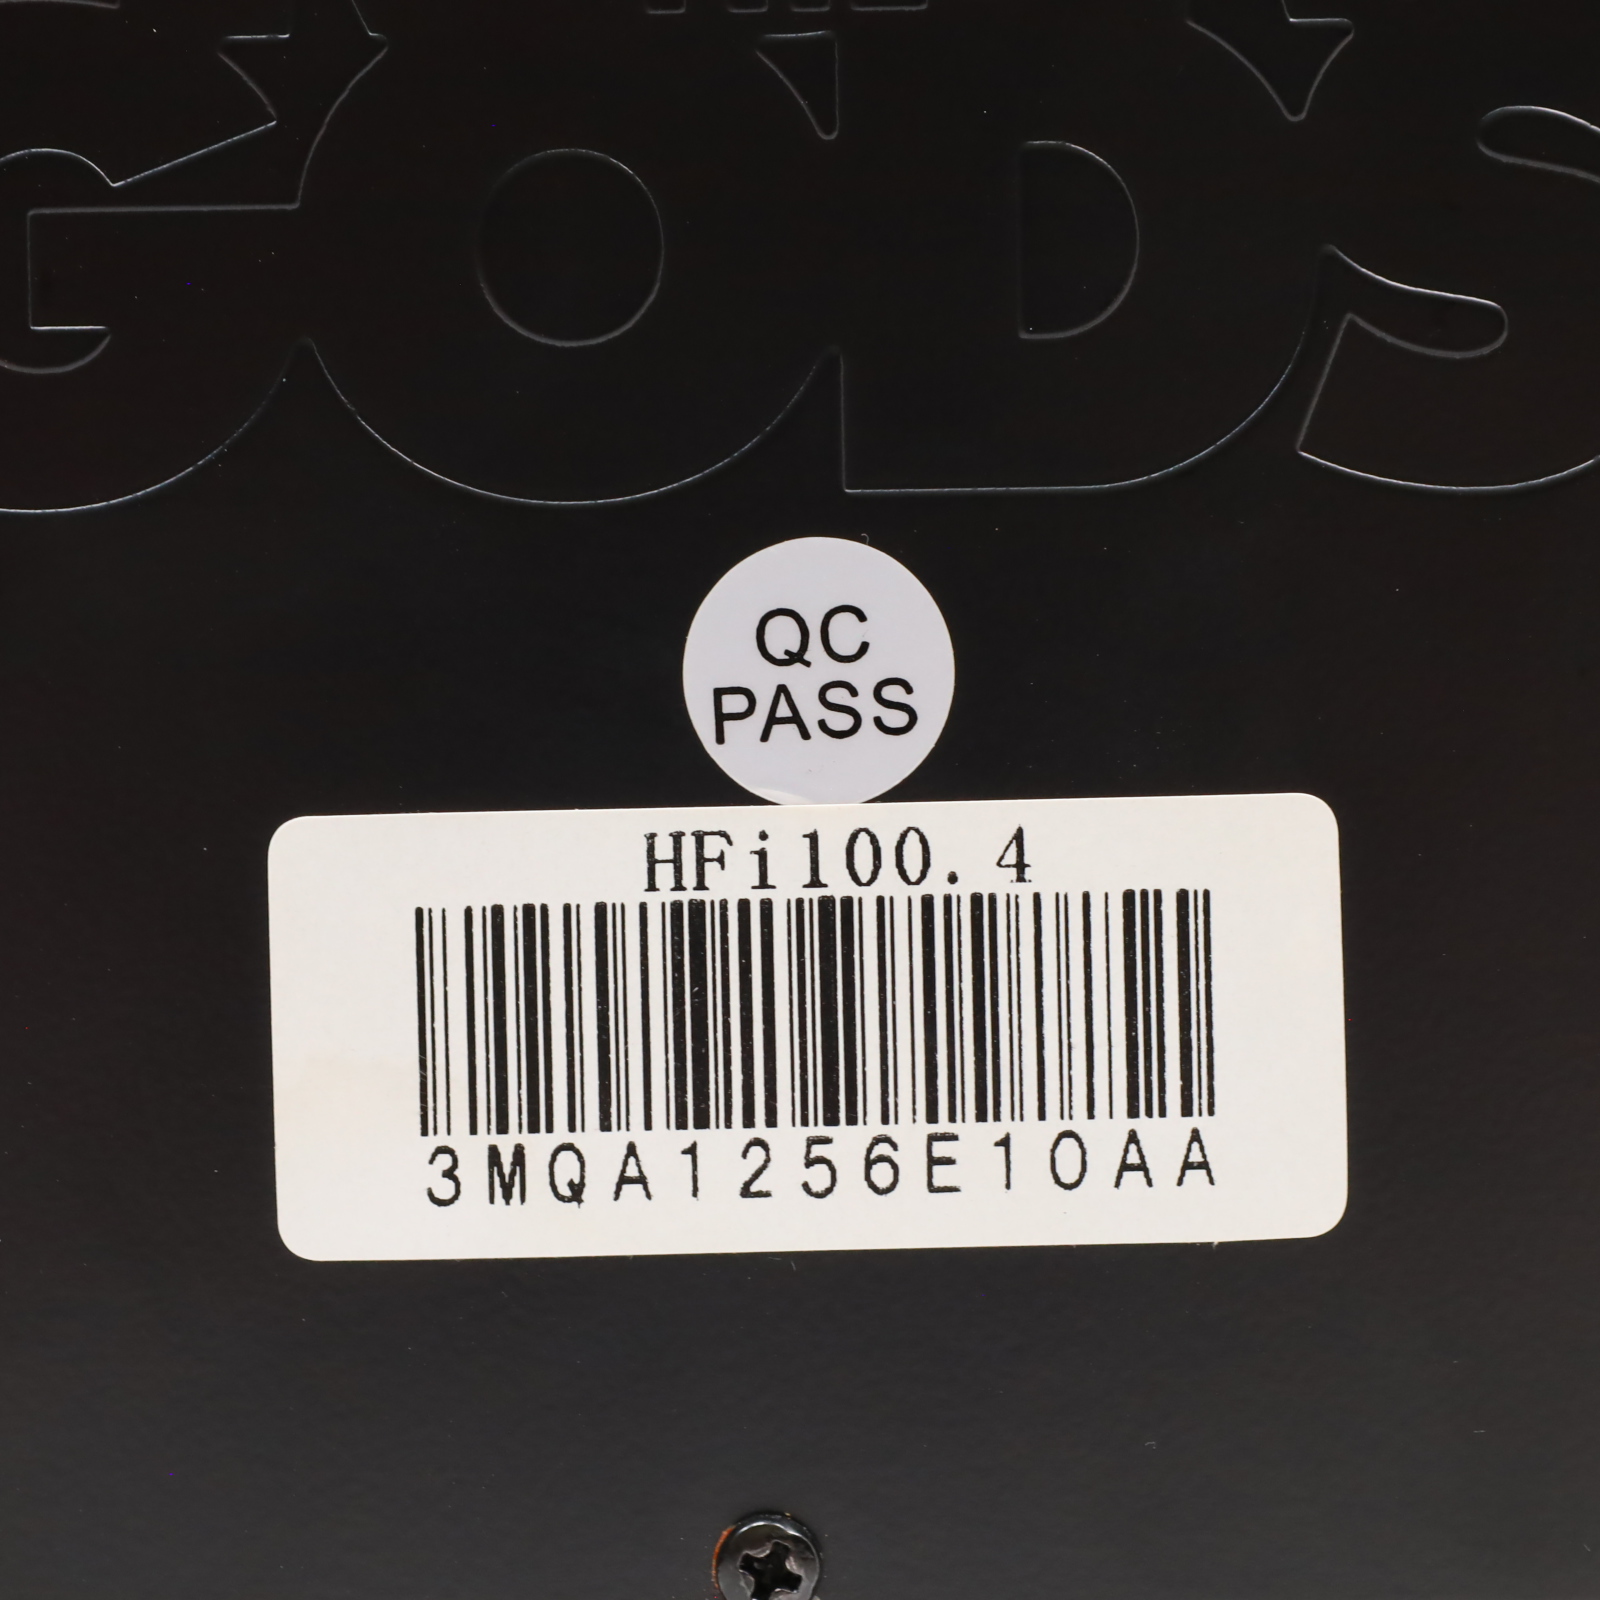 GODS
QC
PASS
HFi100.4
3MQA1256E10AA